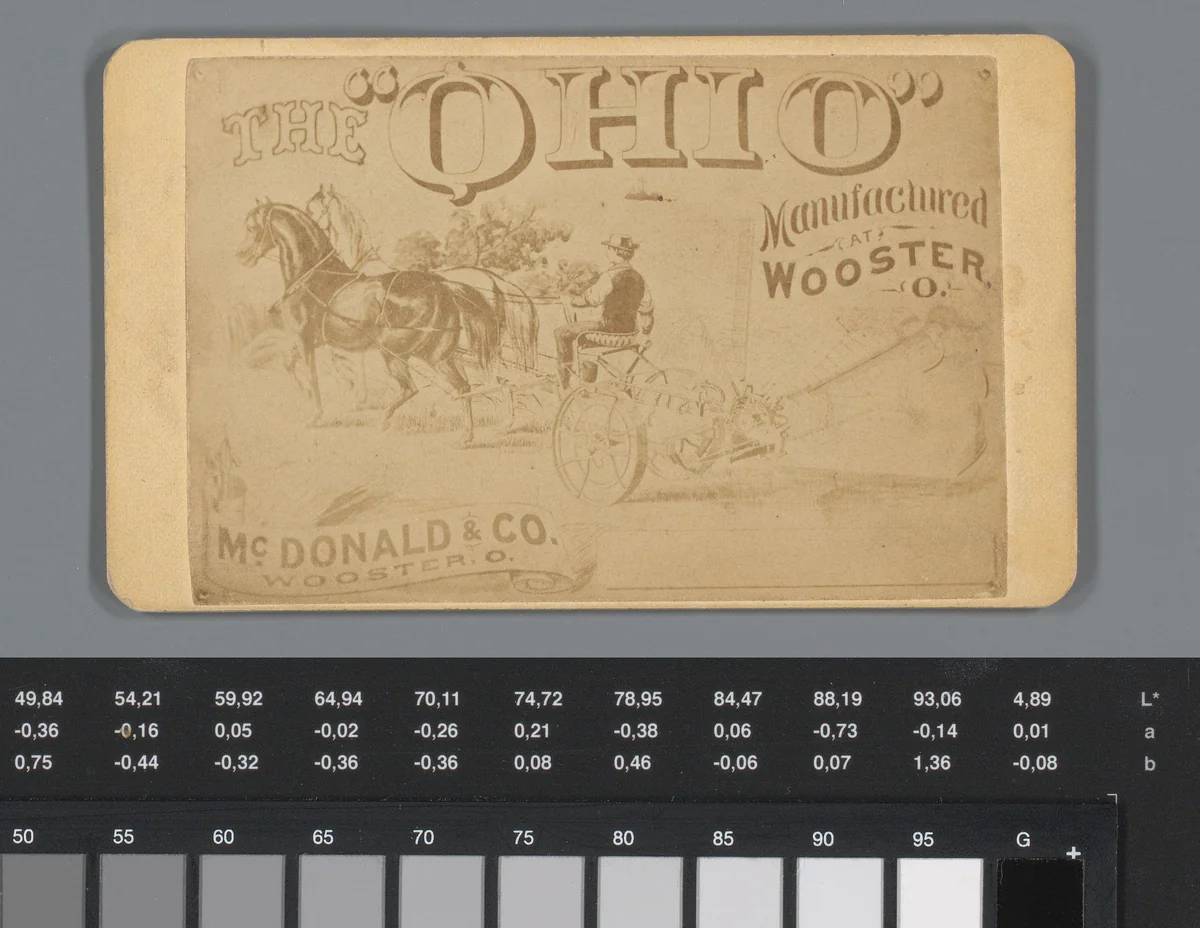 THE "OHIO"
Manufactured
AT
WOOSTER,
O.
McDONALD & CO.
WOOSTER, O.
49,84 54,21 59,92 64,94 70,11 74,72 78,95 84,47 88,19 93,06 4,89 L*
-0,36 -0,16 0,05 -0,02 -0,26 0,21 -0,38 0,06 -0,73 -0,14 0,01 a
0,75 -0,44 -0,32 -0,36 -0,36 0,08 0,46 -0,06 0,07 1,36 -0,08 b
50 55 60 65 70 75 80 85 90 95 G